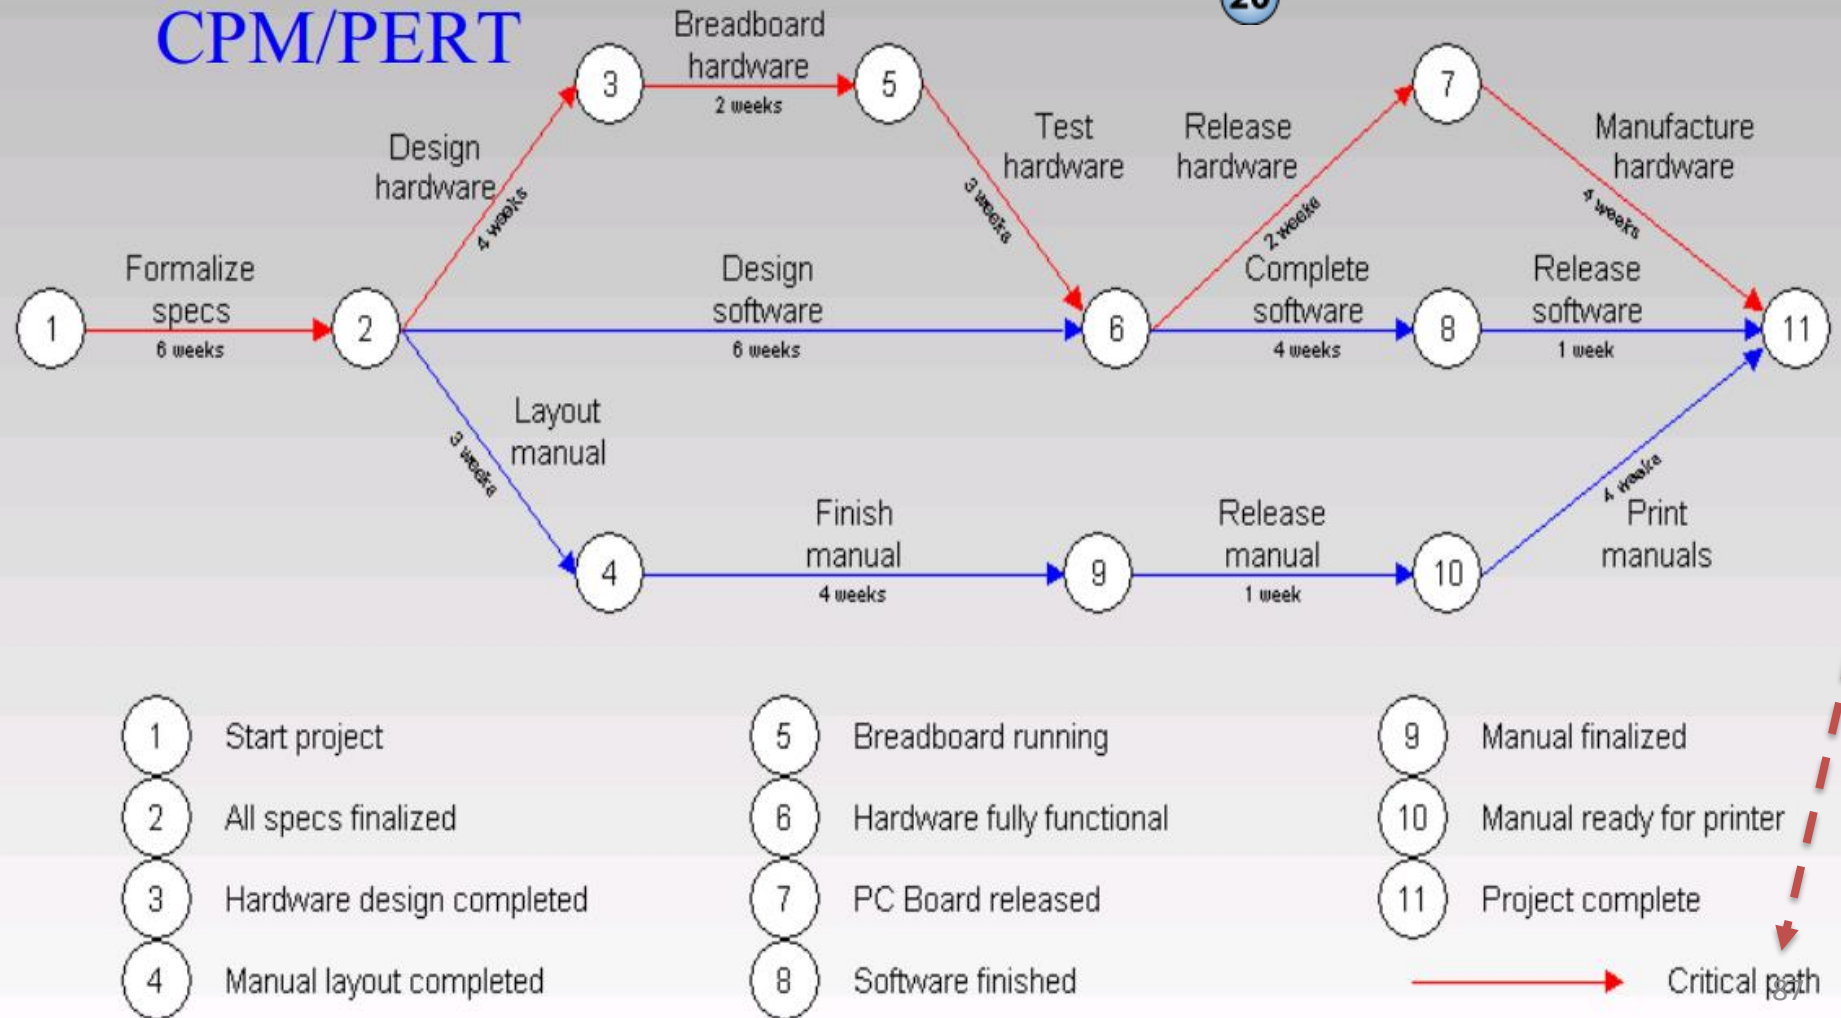 CPM/PERT
20
Breadboard
hardware
2 weeks
3
5
7
Design
hardware
4 weeks
Test
hardware
3 weeks
Release
hardware
2 weeks
Manufacture
hardware
4 weeks
Formalize
specs
6 weeks
Design
software
6 weeks
Complete
software
4 weeks
Release
software
1 week
1
2
6
8
11
Layout
manual
3 weeks
Finish
manual
4 weeks
Release
manual
1 week
4 weeks
Print
manuals
4
9
10
1 Start project
2 All specs finalized
3 Hardware design completed
4 Manual layout completed
5 Breadboard running
6 Hardware fully functional
7 PC Board released
8 Software finished
9 Manual finalized
10 Manual ready for printer
11 Project complete
Critical path
87